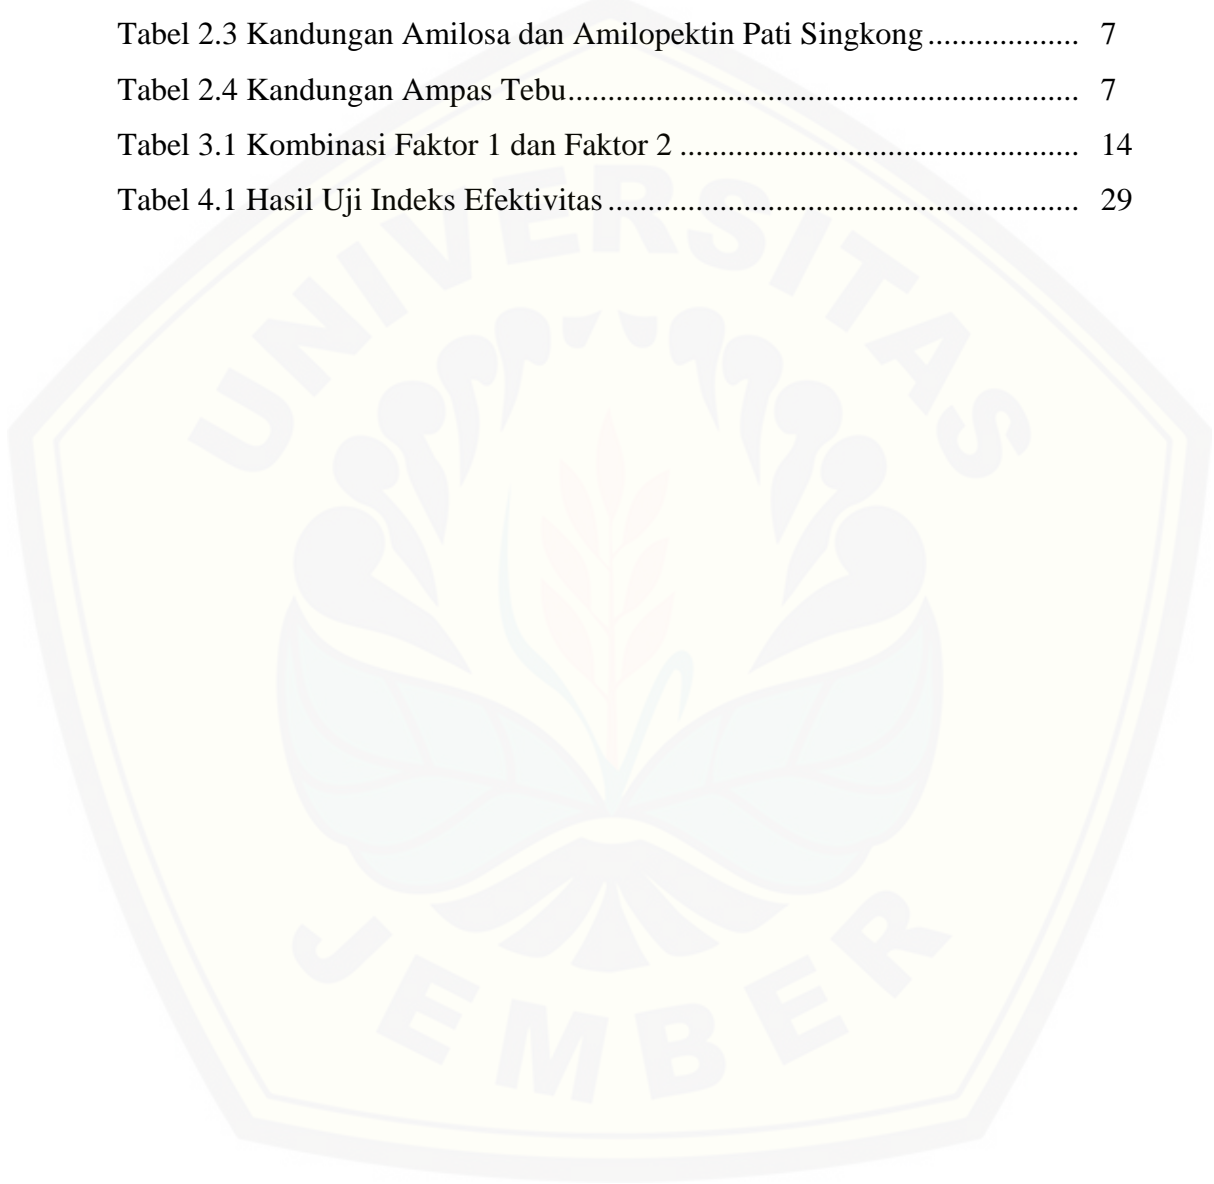 Tabel 2.3 Kandungan Amilosa dan Amilopektin Pati Singkong ................... 7
Tabel 2.4 Kandungan Ampas Tebu................................................................ 7
Tabel 3.1 Kombinasi Faktor 1 dan Faktor 2 .................................................. 14
Tabel 4.1 Hasil Uji Indeks Efektivitas ........................................................... 29
UNIVERSITAS
JEMBER